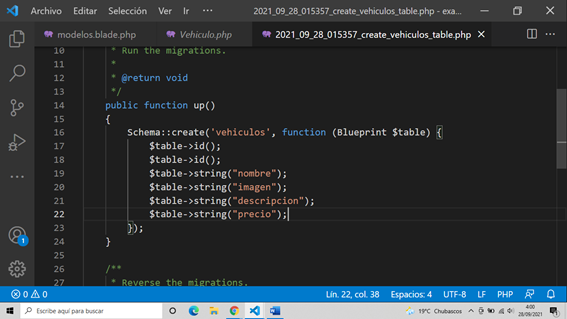 Archivo Editar Selección Ver Ir ··· 2021_09_28_015357_create_vehiculos_table.php - exa...
modelos.blade.php Vehiculo.php 2021_09_28_015357_create_vehiculos_table.php
10 * Run the migrations.
11 *
12 * @return void
13 */
14 public function up()
15 {
16 Schema::create('vehiculos', function (Blueprint $table) {
17 $table->id();
18 $table->id();
19 $table->string("nombre");
20 $table->string("imagen");
21 $table->string("descripcion");
22 $table->string("precio");
23 });
24 }
25
26 /**
27 * Reverse the migrations.
1
0 0 Lín. 22, col. 38 Espacios: 4 UTF-8 LF PHP
Escribe aquí para buscar 19°C Chubascos 4:00
28/09/2021